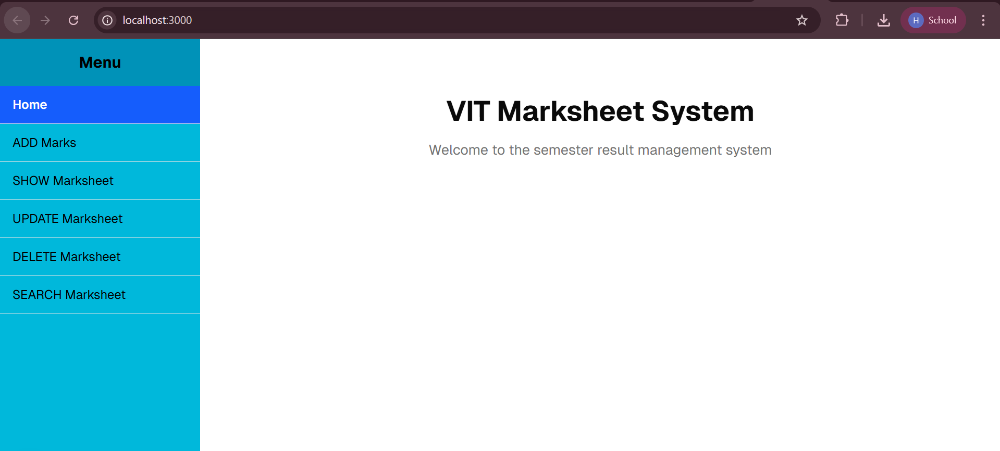 localhost:3000
H School
Menu
Home
ADD Marks
SHOW Marksheet
UPDATE Marksheet
DELETE Marksheet
SEARCH Marksheet
VIT Marksheet System
Welcome to the semester result management system